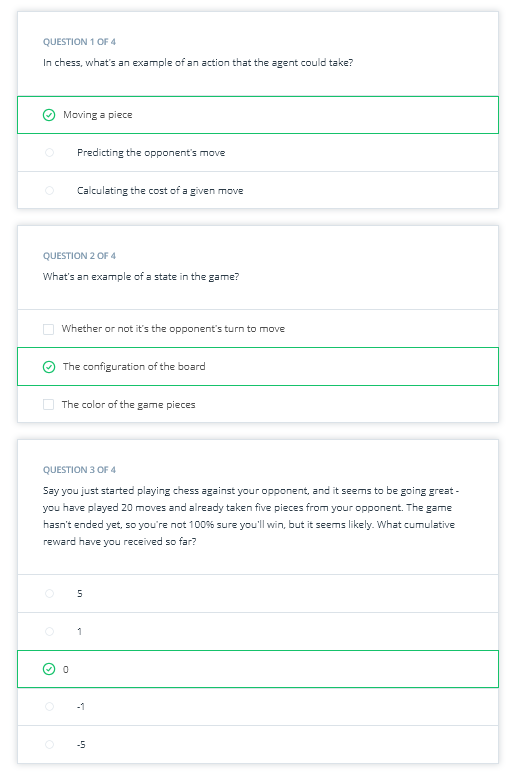 QUESTION 1 OF 4
In chess, what's an example of an action that the agent could take?
Moving a piece
Predicting the opponent's move
Calculating the cost of a given move
QUESTION 2 OF 4
What's an example of a state in the game?
Whether or not it's the opponent's turn to move
The configuration of the board
The color of the game pieces
QUESTION 3 OF 4
Say you just started playing chess against your opponent, and it seems to be going great -
you have played 20 moves and already taken five pieces from your opponent. The game
hasn't ended yet, so you're not 100% sure you'll win, but it seems likely. What cumulative
reward have you received so far?
5
1
0
-1
-5